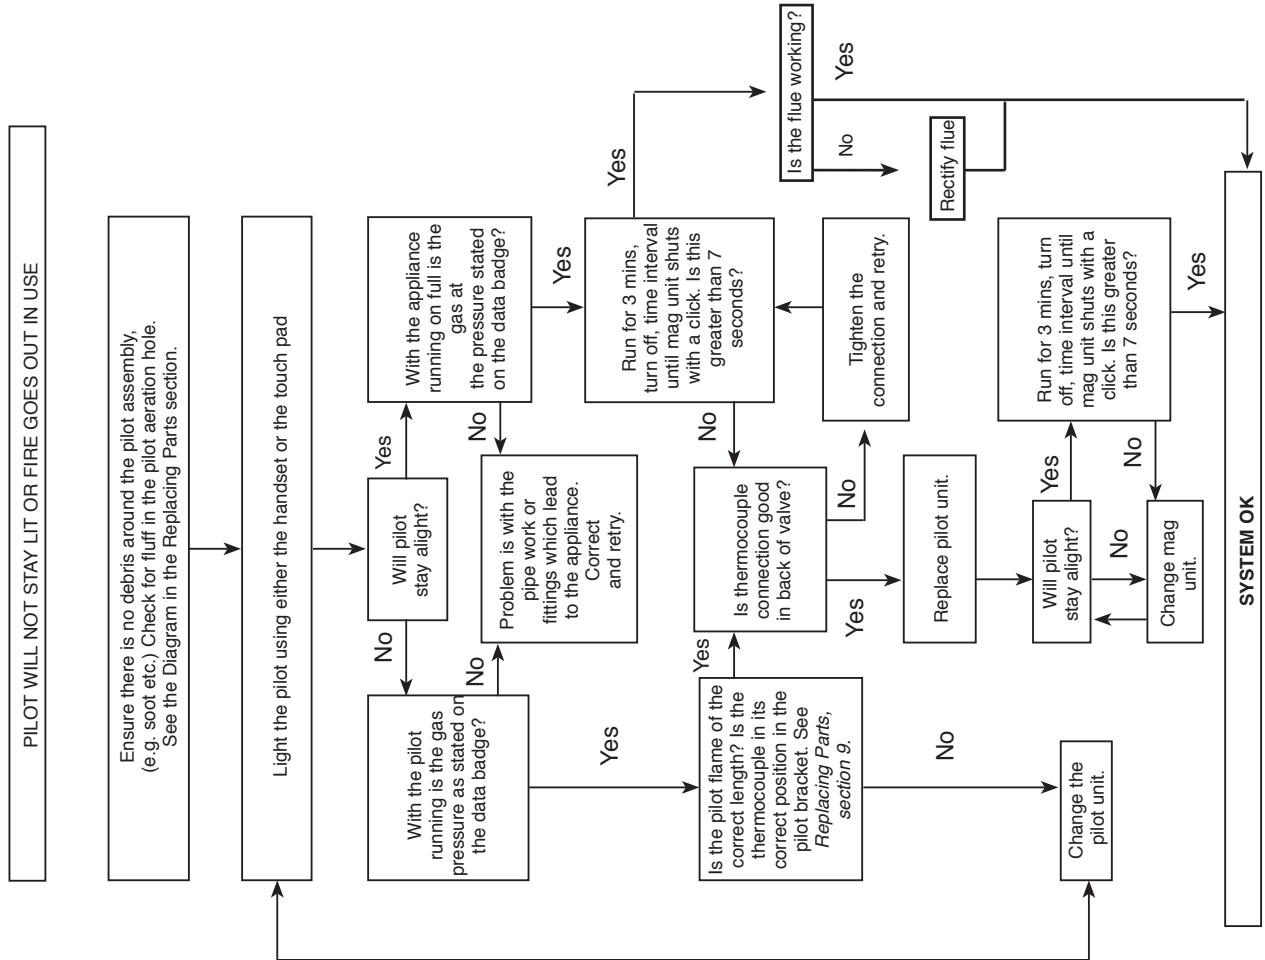 PILOT WILL NOT STAY LIT OR FIRE GOES OUT IN USE
Ensure there is no debris around the pilot assembly,
(e.g. soot etc.) Check for fluff in the pilot aeration hole.
See the Diagram in the Replacing Parts section.
Light the pilot using either the handset or the touch pad
Will pilot
stay alight?
No
Yes
With the pilot
running is the gas
pressure as stated on
the data badge?
No
Yes
Problem is with the
pipe work or
fittings which lead
to the appliance.
Correct
and retry.
With the appliance
running on full is the
gas at
the pressure stated
on the data badge?
No
Yes
Is the pilot flame of the
correct length? Is the
thermocouple in its
correct position in the
pilot bracket. See
Replacing Parts,
section 9.
Yes
No
Is thermocouple
connection good
in back of valve?
Yes
No
Run for 3 mins,
turn off, time interval
until mag unit shuts
with a click. Is this
greater than 7
seconds?
No
Yes
Tighten the
connection and retry.
Is the flue working?
No
Yes
Rectify flue
Replace pilot unit.
Will pilot
stay alight?
Yes
No
Change mag
unit.
Run for 3 mins, turn
off, time interval until
mag unit shuts with a
click. Is this greater
than 7 seconds?
No
Yes
Change the
pilot unit.
SYSTEM OK